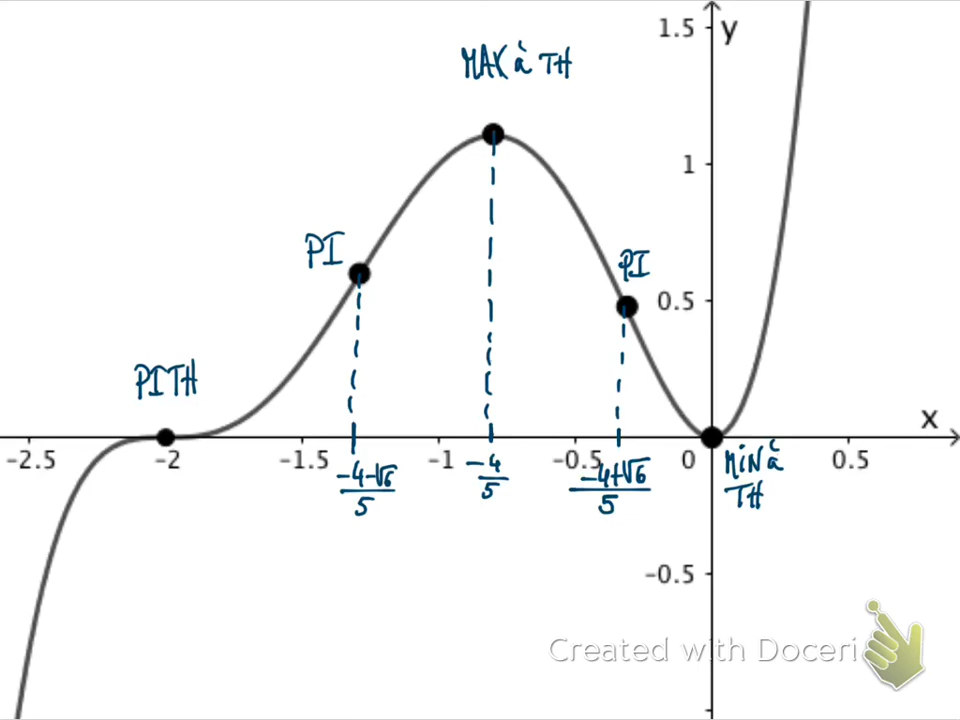 1.5
y
MAX à TH
1
PI
PI
0.5
PITH
x
-2.5
-2
-1.5
-1
-0.5
0
0.5
-4-√6
5
-4
5
-4+√6
5
MIN à
TH
-0.5
Created with Doceri